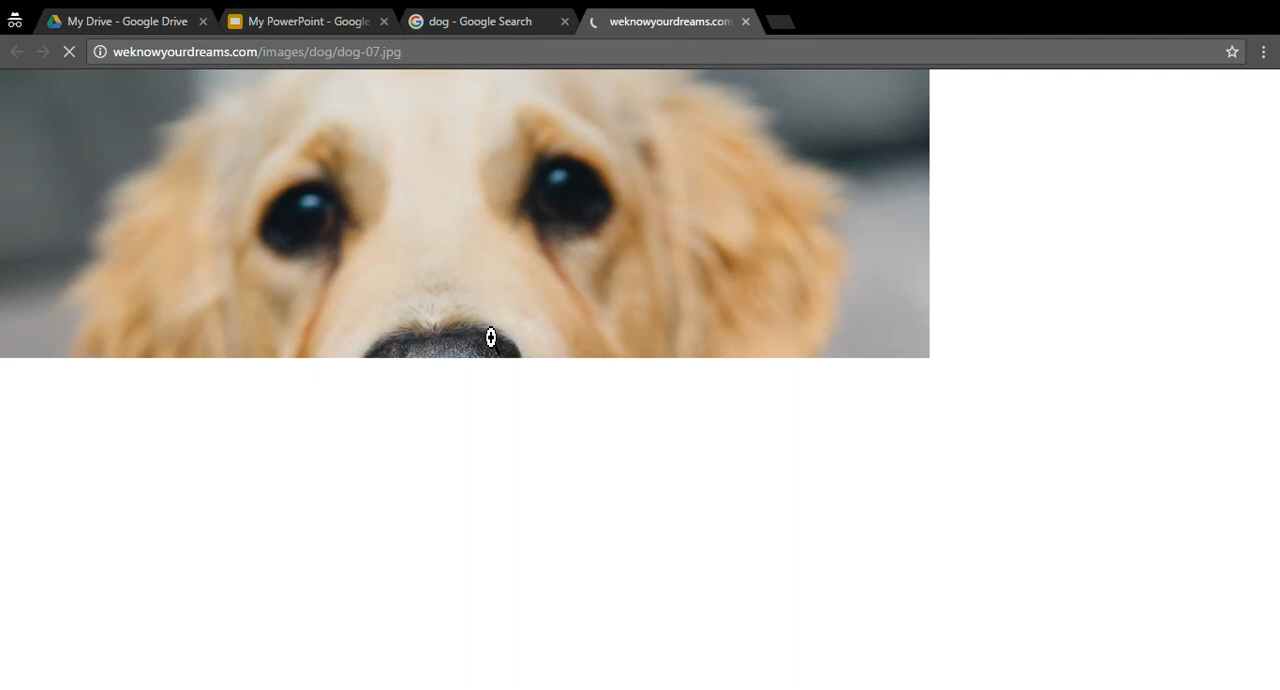 My Drive - Google Drive
My PowerPoint - Google
dog - Google Search
weknowyourdreams.com
weknowyourdreams.com/images/dog/dog-07.jpg